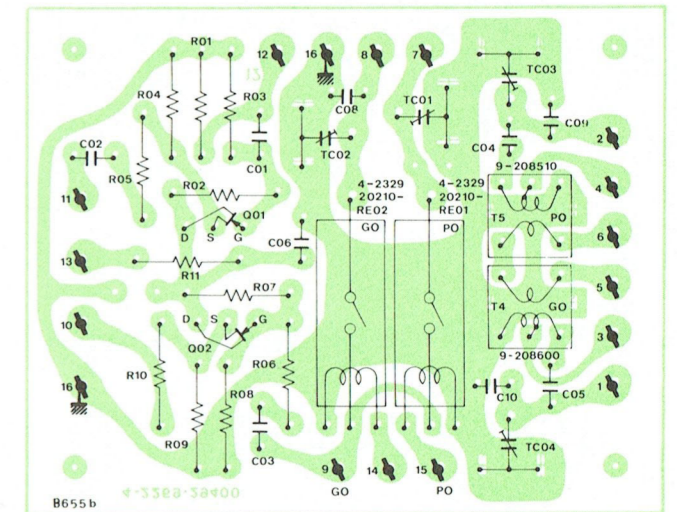 R01
12
16
8
7
TC03
R04
R03
C08
TC01
C09
2
C02
C01
TC02
C04
R05
4-2329
20210-
RE02
GO
4-2329
20210-
RE01
PO
9-208510
T5
PO
4
11
R02
Q01
D
S
G
C06
6
13
R11
R07
T4
GO
9-208600
5
10
D
S
G
Q02
3
R10
R06
R08
C10
C05
1
16
R09
C03
TC04
9
GO
14
15
PO
4-2269-29400
B655b